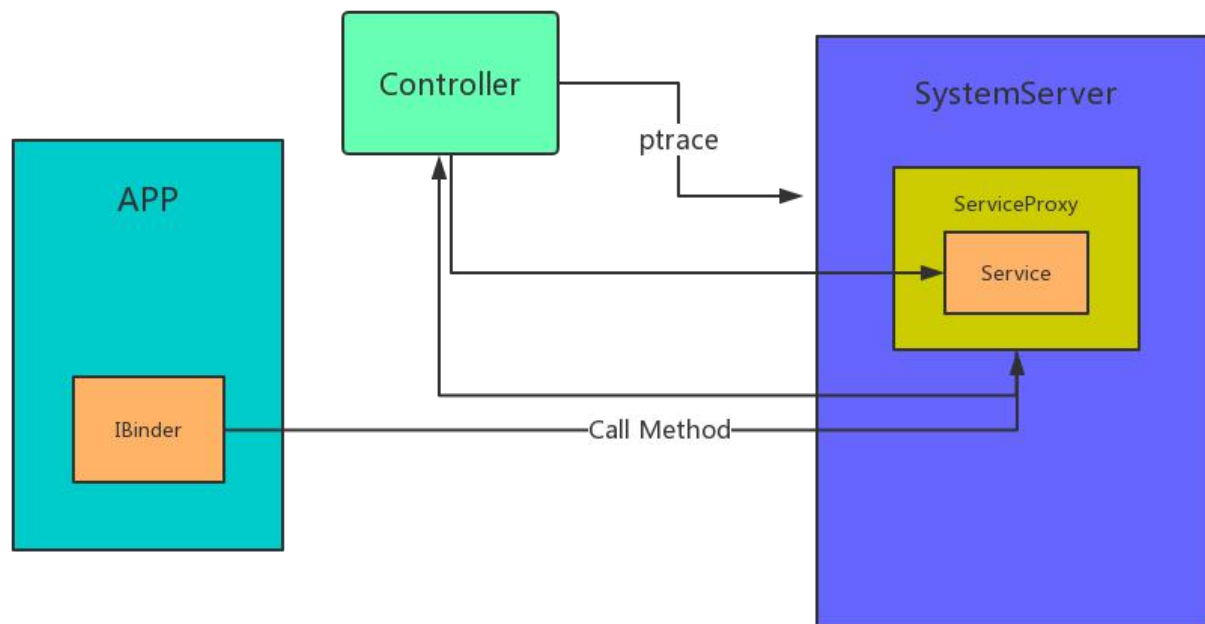 Controller
SystemServer
ptrace
APP
ServiceProxy
Service
IBinder
Call Method